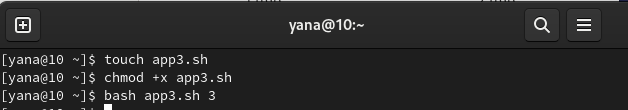 yana@10:~
[yana@10 ~]$ touch app3.sh
[yana@10 ~]$ chmod +x app3.sh
[yana@10 ~]$ bash app3.sh 3